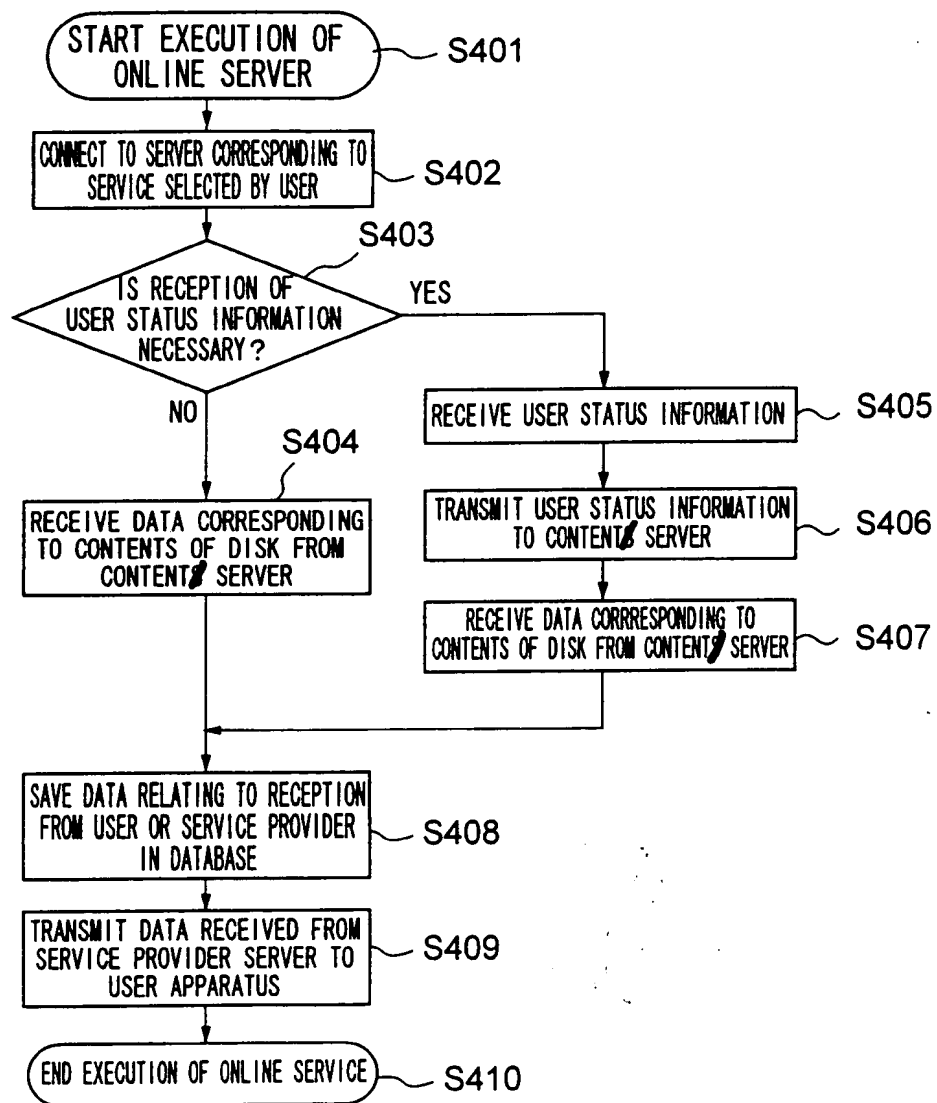 START EXECUTION OF
ONLINE SERVER
S401
CONNECT TO SERVER CORRESPONDING TO
SERVICE SELECTED BY USER
S402
S403
IS RECEPTION OF
USER STATUS INFORMATION
NECESSARY?
YES
NO
S404
RECEIVE DATA CORRESPONDING
TO CONTENTS OF DISK FROM
CONTENTS SERVER
RECEIVE USER STATUS INFORMATION
S405
TRANSMIT USER STATUS INFORMATION
TO CONTENTS SERVER
S406
RECEIVE DATA CORRRESPONDING TO
CONTENTS OF DISK FROM CONTENTS SERVER
S407
SAVE DATA RELATING TO RECEPTION
FROM USER OR SERVICE PROVIDER
IN DATABASE
S408
TRANSMIT DATA RECEIVED FROM
SERVICE PROVIDER SERVER TO
USER APPARATUS
S409
END EXECUTION OF ONLINE SERVICE
S410